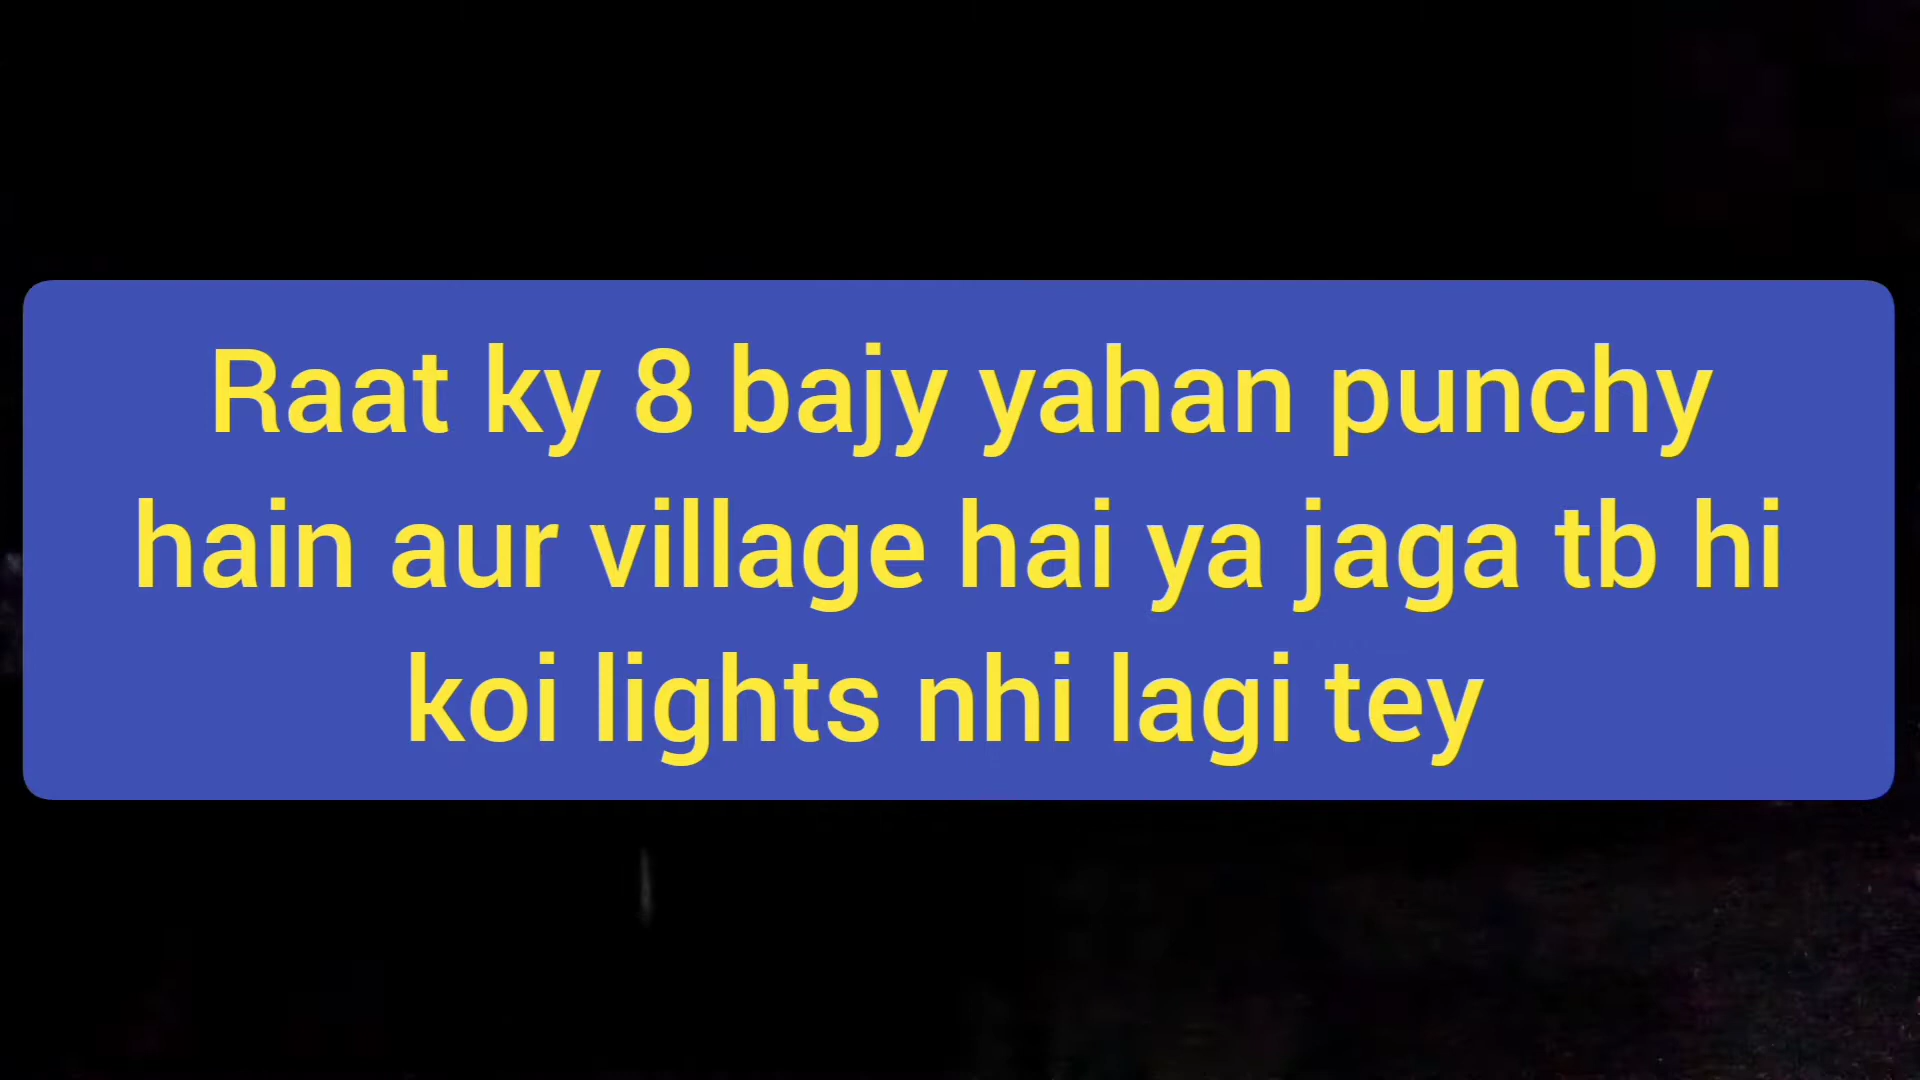 Raat ky 8 bajy yahan punchy
hain aur village hai ya jaga tb hi
koi lights nhi lagi tey